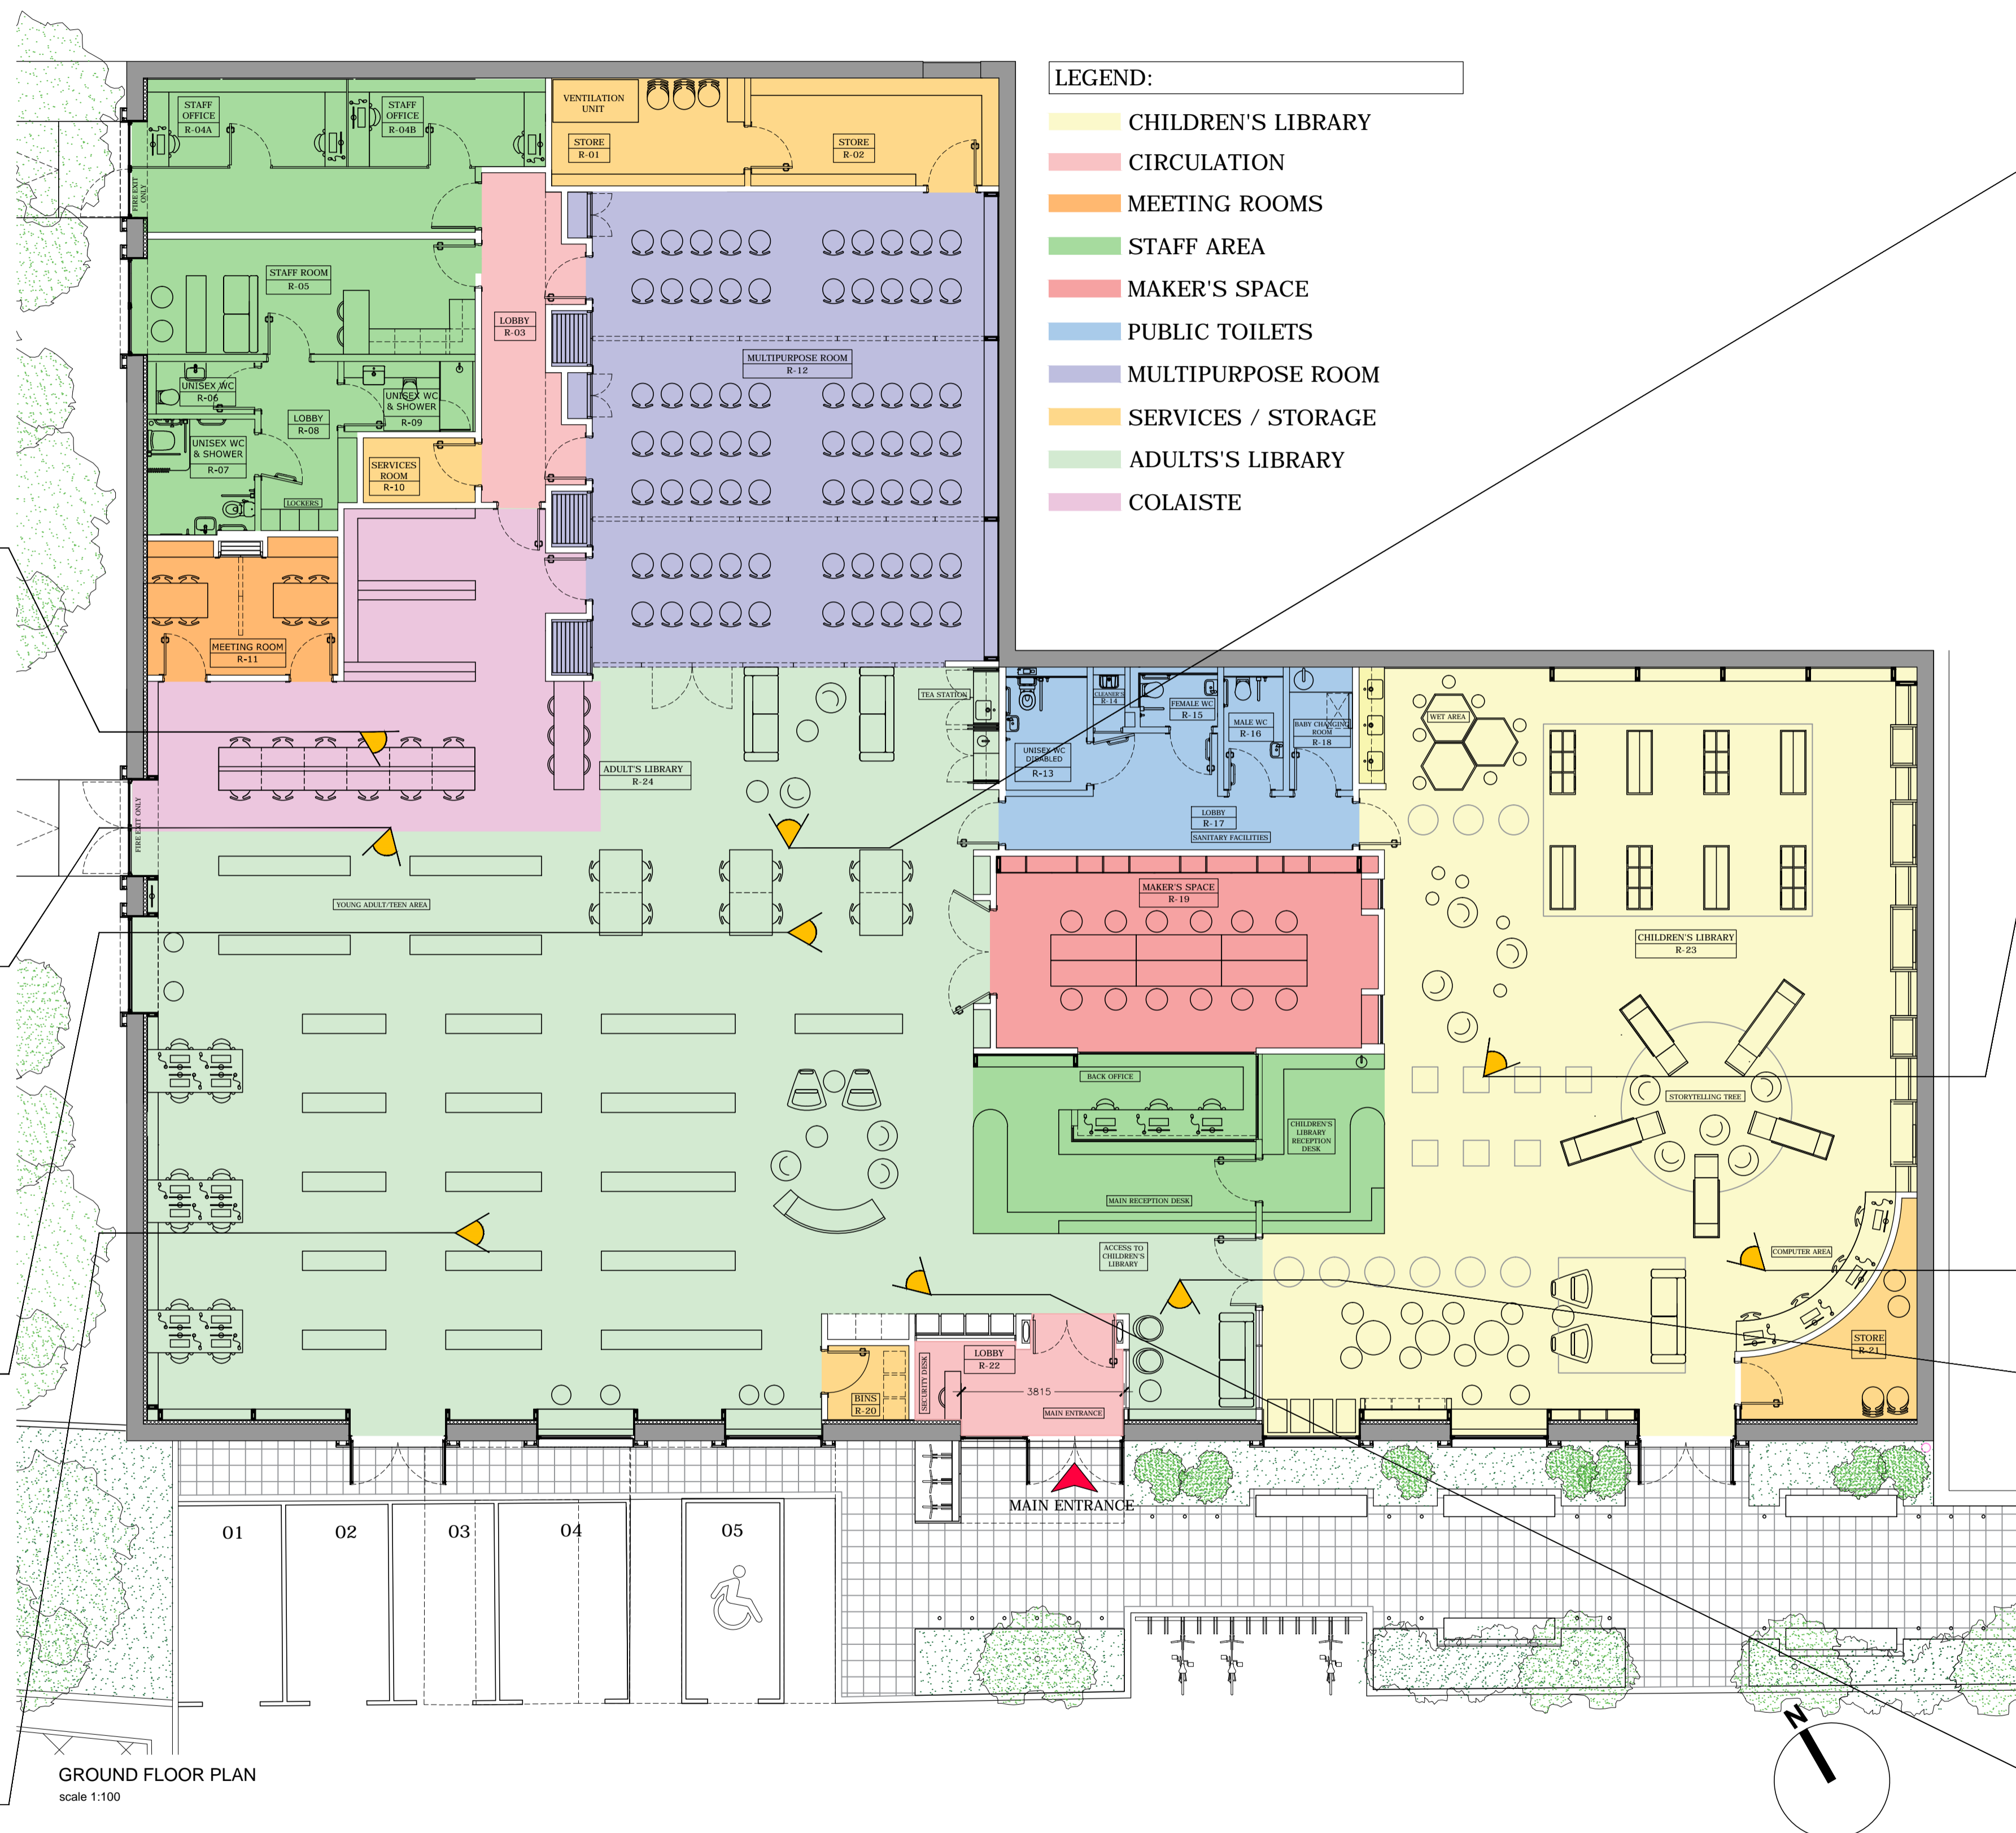 LEGEND:
CHILDREN'S LIBRARY
CIRCULATION
MEETING ROOMS
STAFF AREA
MAKER'S SPACE
PUBLIC TOILETS
MULTIPURPOSE ROOM
SERVICES / STORAGE
ADULTS'S LIBRARY
COLAISTE
STAFF
OFFICE
R-04A
STAFF
OFFICE
R-04B
VENTILATION
UNIT
STORE
R-01
STORE
R-02
FIRE EXIT
ONLY
STAFF ROOM
R-05
LOBBY
R-03
MULTIPURPOSE ROOM
R-12
UNISEX WC
R-06
UNISEX WC
& SHOWER
R-09
LOBBY
R-08
UNISEX WC
& SHOWER
R-07
SERVICES
ROOM
R-10
LOCKERS
MEETING ROOM
R-11
TEA STATION
CLEANER'S
R-14
FEMALE WC
R-15
MALE WC
R-16
BABY CHANGING
ROOM
R-18
UNISEX WC
DISABLED
R-13
WET AREA
ADULT'S LIBRARY
R-24
FIRE EXIT ONLY
LOBBY
R-17
SANITARY FACILITIES
YOUNG ADULT/TEEN AREA
MAKER'S SPACE
R-19
CHILDREN'S LIBRARY
R-23
BACK OFFICE
STORYTELLING TREE
CHILDREN'S
LIBRARY
RECEPTION
DESK
MAIN RECEPTION DESK
ACCESS TO
CHILDREN'S
LIBRARY
COMPUTER AREA
STORE
R-21
LOBBY
R-22
SECURITY DESK
3815
BINS
R-20
MAIN ENTRANCE
MAIN ENTRANCE
01
02
03
04
05
N
GROUND FLOOR PLAN
scale 1:100